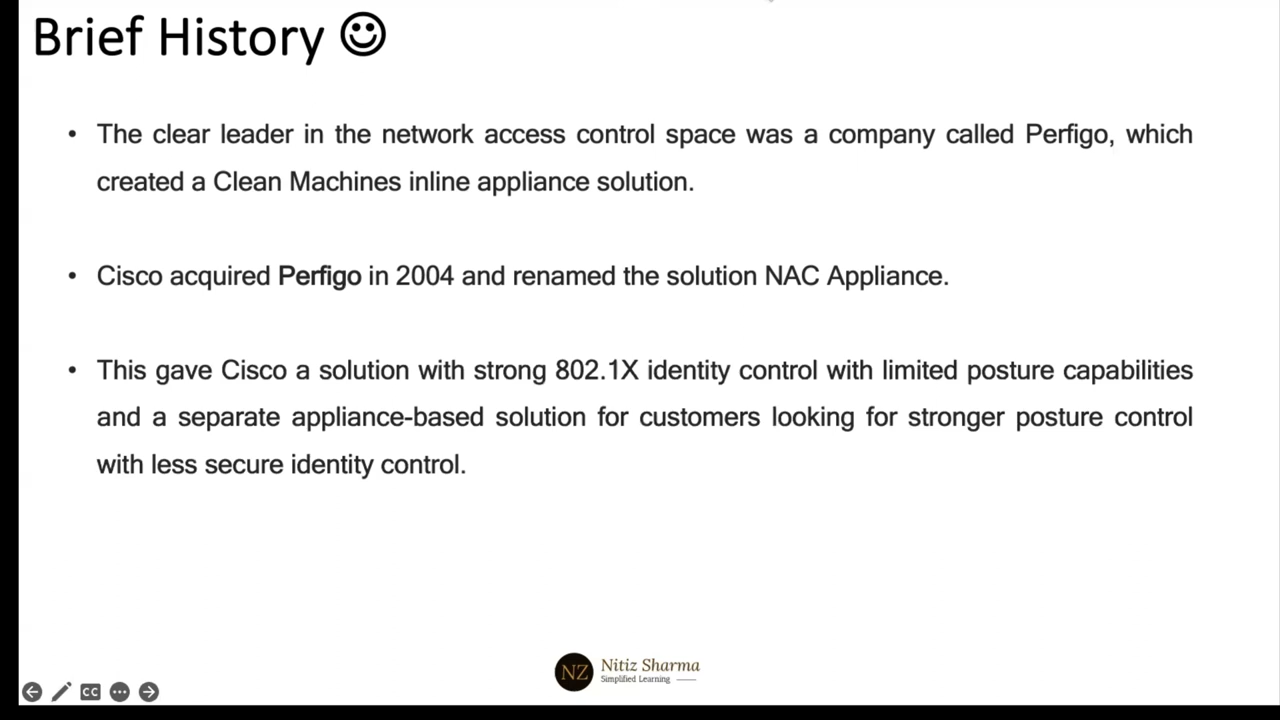 Brief History ☺
• The clear leader in the network access control space was a company called Perfigo, which
created a Clean Machines inline appliance solution.
• Cisco acquired Perfigo in 2004 and renamed the solution NAC Appliance.
• This gave Cisco a solution with strong 802.1X identity control with limited posture capabilities
and a separate appliance-based solution for customers looking for stronger posture control
with less secure identity control.
NZ
Nitiz Sharma
Simplified Learning
CC